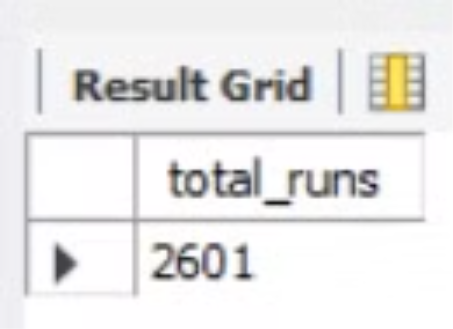 Result Grid
total_runs
2601